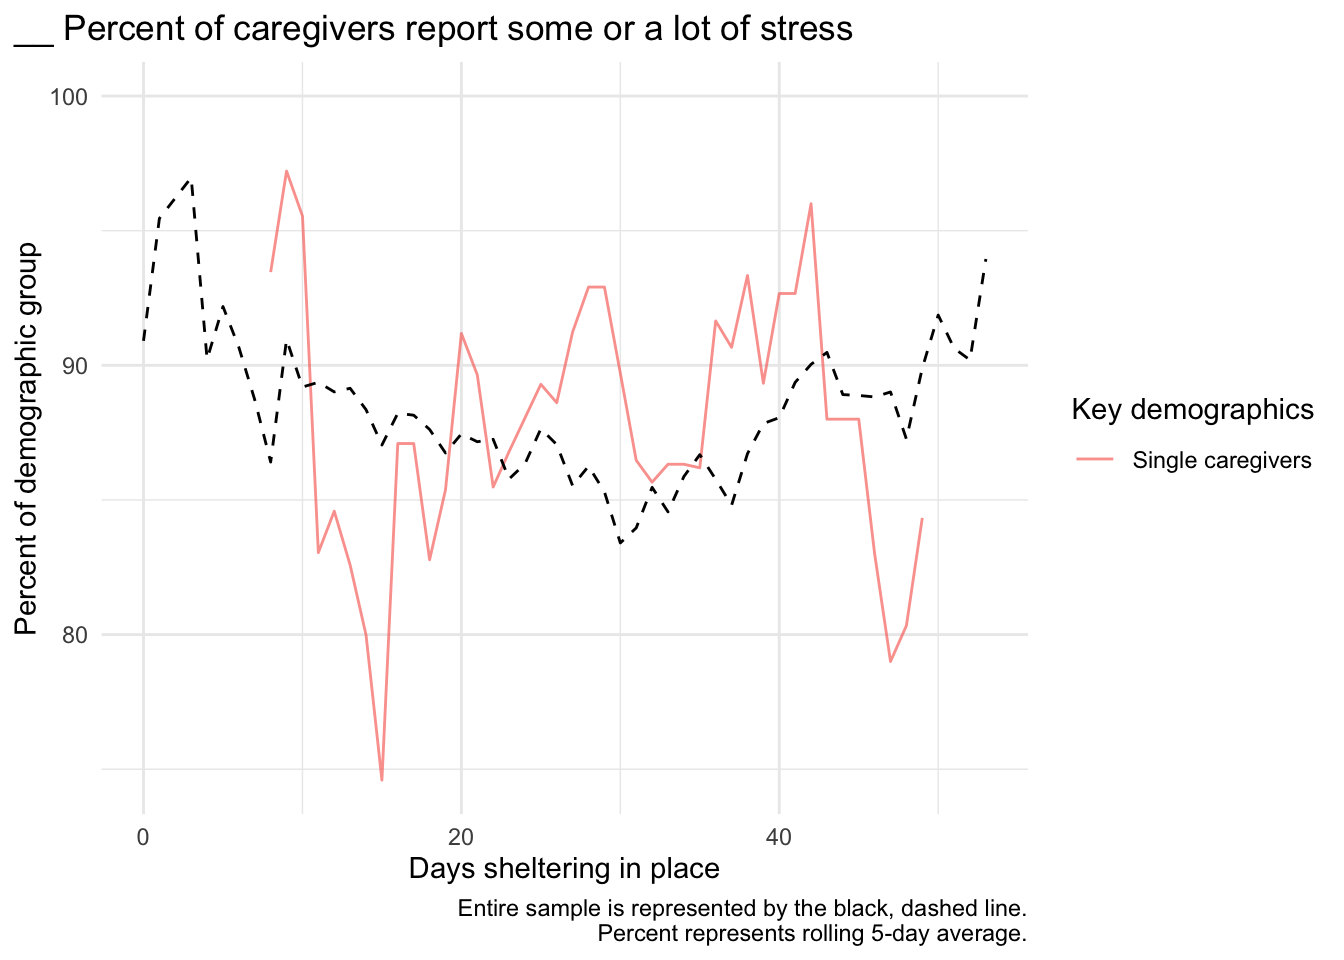 __ Percent of caregivers report some or a lot of stress
100
90
80
Percent of demographic group
0
20
40
Days sheltering in place
Key demographics
Single caregivers
Entire sample is represented by the black, dashed line.
Percent represents rolling 5-day average.